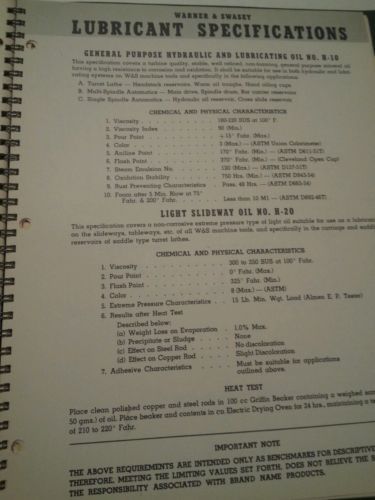 WARNER & SWASEY
LUBRICANT SPECIFICATIONS
GENERAL PURPOSE HYDRAULIC AND LUBRICATING OIL NO. H-10
This specification covers a turbine quality, stable, well refined, non-foaming, general purpose mineral oil
having a high resistance to corrosion and oxidation. It shall be suitable for use in both hydraulic and lubri-
cating systems on W&S machine tools and specifically in the following applications:
A. Turret Lathe — Headstock reservoirs, Worm oil troughs, Hand oiling cups
B. Multi-Spindle Automatics — Main drive, Spindle drum, Bar carrier reservoirs
C. Single Spindle Automatics — Hydraulic oil reservoir, Cross slide reservoir
CHEMICAL AND PHYSICAL CHARACTERISTICS
1. Viscosity . . . . . . . . . SUS at 100° F.
2. Viscosity Index . . . . . . . . 90 (Min.)
3. Pour Point . . . . . . . . + 15° Fahr. (Max.)
4. Color . . . . . . . . (Max.) — (ASTM Union Colorimeter)
5. Aniline Point . . . . . . . . 170° Fahr. (Min.) — (ASTM D611-51T)
6. Flash Point . . . . . . . . 370° Fahr. (Min.) — (Cleveland Open Cup)
7. Steam Emulsion No. . . . . . . . . 120 (Max.) — (ASTM D157-51T)
8. Oxidation Stability . . . . . . . . 750 Hrs. (Min.) — (ASTM D943-54)
9. Rust Preventing Characteristics . . . . Pass, 48 Hrs. — (ASTM D665-54)
10. Foam after 5 Min. Blow at 75°
Fahr. & 200° Fahr. . . . . . . Less than 10 Ml — (ASTM D892-46T)
LIGHT SLIDEWAY OIL NO. H-20
This specification covers a non-corrosive extreme pressure type of light oil suitable for use as a lubricant
on the slideways, tableways, etc. of all W&S machine tools, and specifically in the carriage and
reservoirs of saddle type turret lathes.
CHEMICAL AND PHYSICAL CHARACTERISTICS
1. Viscosity . . . . . . . . 200 to 250 SUS at 100° Fahr.
2. Pour Point . . . . . . . . 0° Fahr. (Max.)
3. Flash Point . . . . . . . . 325° Fahr. (Min.)
4. Color . . . . . . . . 8 (Max.) — (ASTM)
5. Extreme Pressure Characteristics . . . 15 Lb. Min. Wgt. Load (Almen E. P. Tester)
6. Results after Heat Test
Described below:
(a) Weight Loss on Evaporation . 1.0% Max.
(b) Precipitate or Sludge . . . None
(c) Effect on Steel Rod . . . . No discoloration
(d) Effect on Copper Rod . . . . Slight Discoloration
7. Adhesive Characteristics . . . . Must be suitable for applications
outlined above.
HEAT TEST
Place clean polished copper and steel rods in 100 cc Griffin Beaker containing a weighed
50 gms.) of oil. Place beaker and contents in Electric Drying Oven for 24 hrs., maintaining a
of 210 to 220° Fahr.
IMPORTANT NOTE
THE ABOVE REQUIREMENTS ARE INTENDED ONLY AS BENCHMARKS FOR
THEREFORE, MEETING THE LIMITING VALUES SET FORTH, DOES NOT RELIEVE THE
THE RESPONSIBILITY ASSOCIATED WITH BRAND NAME PRODUCTS.